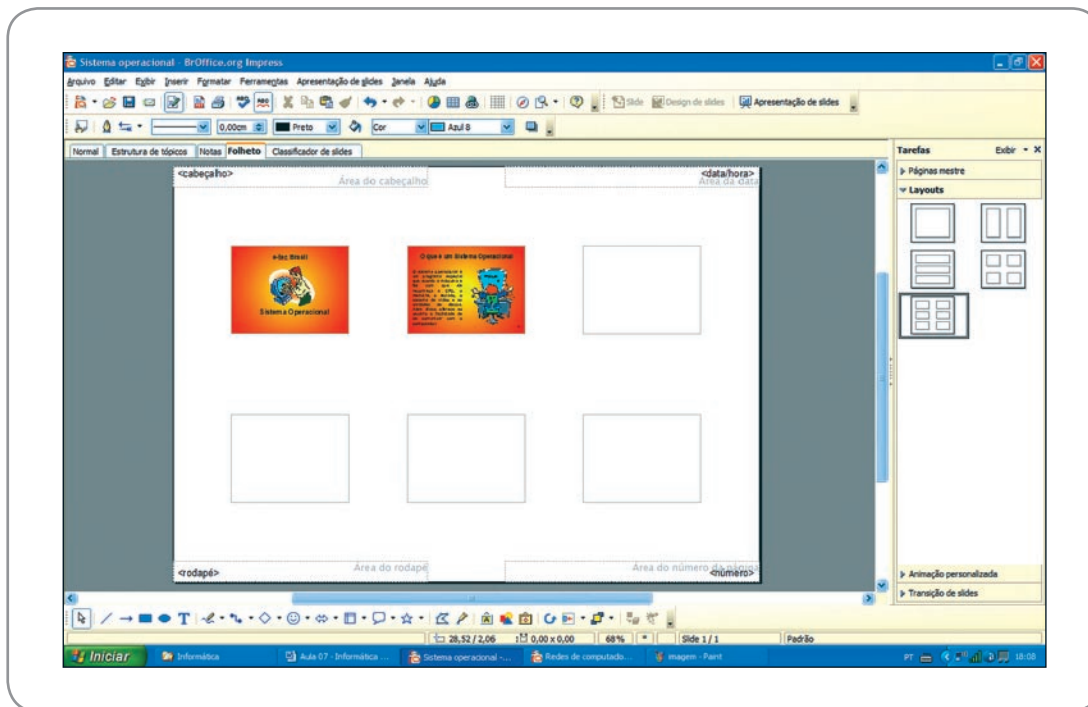 Sistema operacional - BrOffice.org Impress
Arquivo Editar Exibir Inserir Formatar Ferramentas Apresentação de slides Janela Ajuda
Slide Design de slides Apresentação de slides
0,00cm Preto Cor Azul 8
Normal Estrutura de tópicos Notas Folheto Classificador de slides
Tarefas Exibir
Páginas mestre
Layouts
<cabeçalho> Área do cabeçalho
<data/hora>
Área da data
e-Tec Brasil
Sistema Operacional
O que é um Sistema Operacional
<rodapé> Área do rodapé
Área do número da página
<número>
Animação personalizada
Transição de slides
28,52 / 2,06 0,00 x 0,00 68% * Slide 1 / 1 Padrão
Iniciar Informática Aula 07 - Informática ... Sistema operacional -... Redes de computado... imagem - Paint PT 18:08